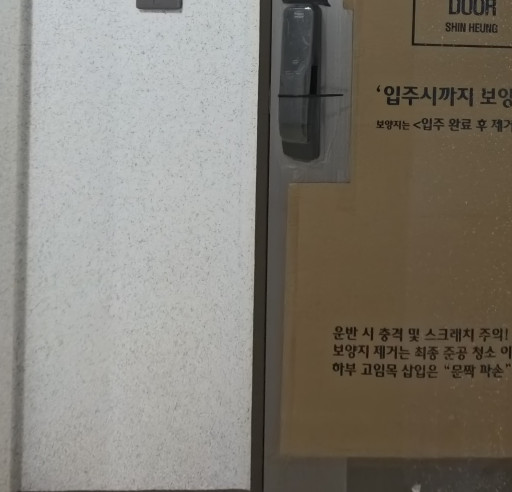 DOOR
SHIN HEUNG
'입주시까지 보양
보양지는 <입주 완료 후 제거
운반 시 충격 및 스크래치 주의!
보양지 제거는 최종 준공 청소 이
하부 고임목 삽입은 "문짝 파손"